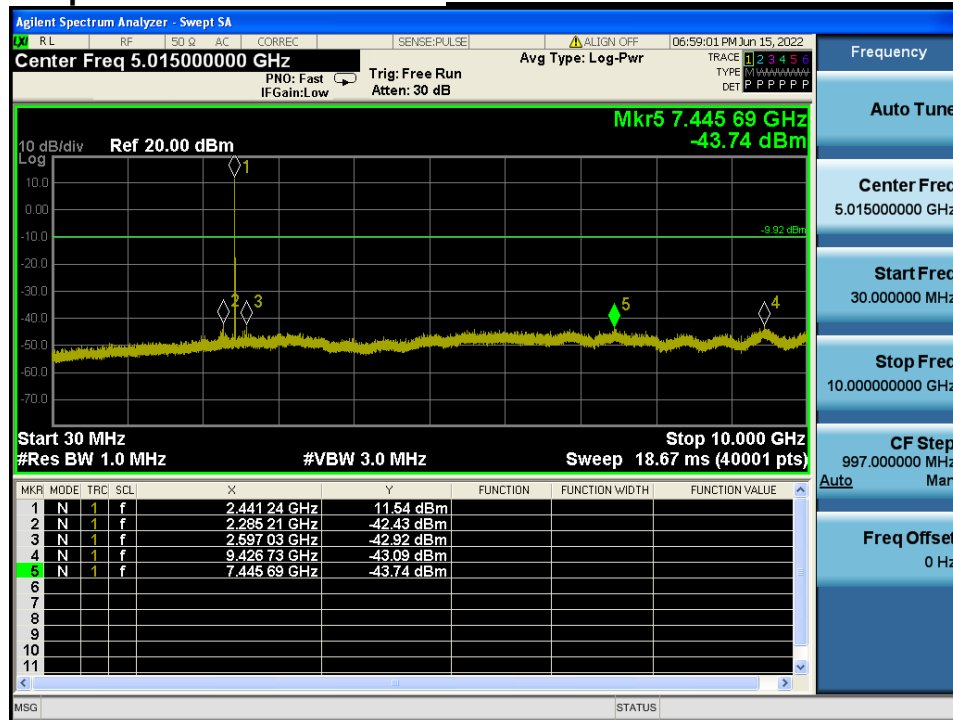 Agilent Spectrum Analyzer - Swept SA
LXI RL RF 50 Ω AC CORREC SENSE:PULSE ALIGN OFF 06:59:01 PM Jun 15, 2022
Center Freq 5.015000000 GHz
PNO: Fast
IFGain:Low
Trig: Free Run
Atten: 30 dB
Avg Type: Log-Pwr
TRACE 1 2 3 4 5 6
TYPE M WWWWW
DET P P P P P P
Mkr5 7.445 69 GHz
-43.74 dBm
10 dB/div Ref 20.00 dBm
Log
10.0
0.00
-10.0
-20.0
-30.0
-40.0
-50.0
-60.0
-70.0
1
-9.92 dBm
2
3
5
4
Start 30 MHz Stop 10.000 GHz
#Res BW 1.0 MHz #VBW 3.0 MHz Sweep 18.67 ms (40001 pts)
MKR MODE TRC SCL X Y FUNCTION FUNCTION WIDTH FUNCTION VALUE
1 N 1 f 2.441 24 GHz 11.54 dBm
2 N 1 f 2.285 21 GHz -42.43 dBm
3 N 1 f 2.597 03 GHz -42.92 dBm
4 N 1 f 9.426 73 GHz -43.09 dBm
5 N 1 f 7.445 69 GHz -43.74 dBm
6
7
8
9
10
11
MSG STATUS
Frequency
Auto Tune
Center Freq
5.015000000 GHz
Start Freq
30.000000 MHz
Stop Freq
10.000000000 GHz
CF Step
997.000000 MHz
Auto Man
Freq Offset
0 Hz